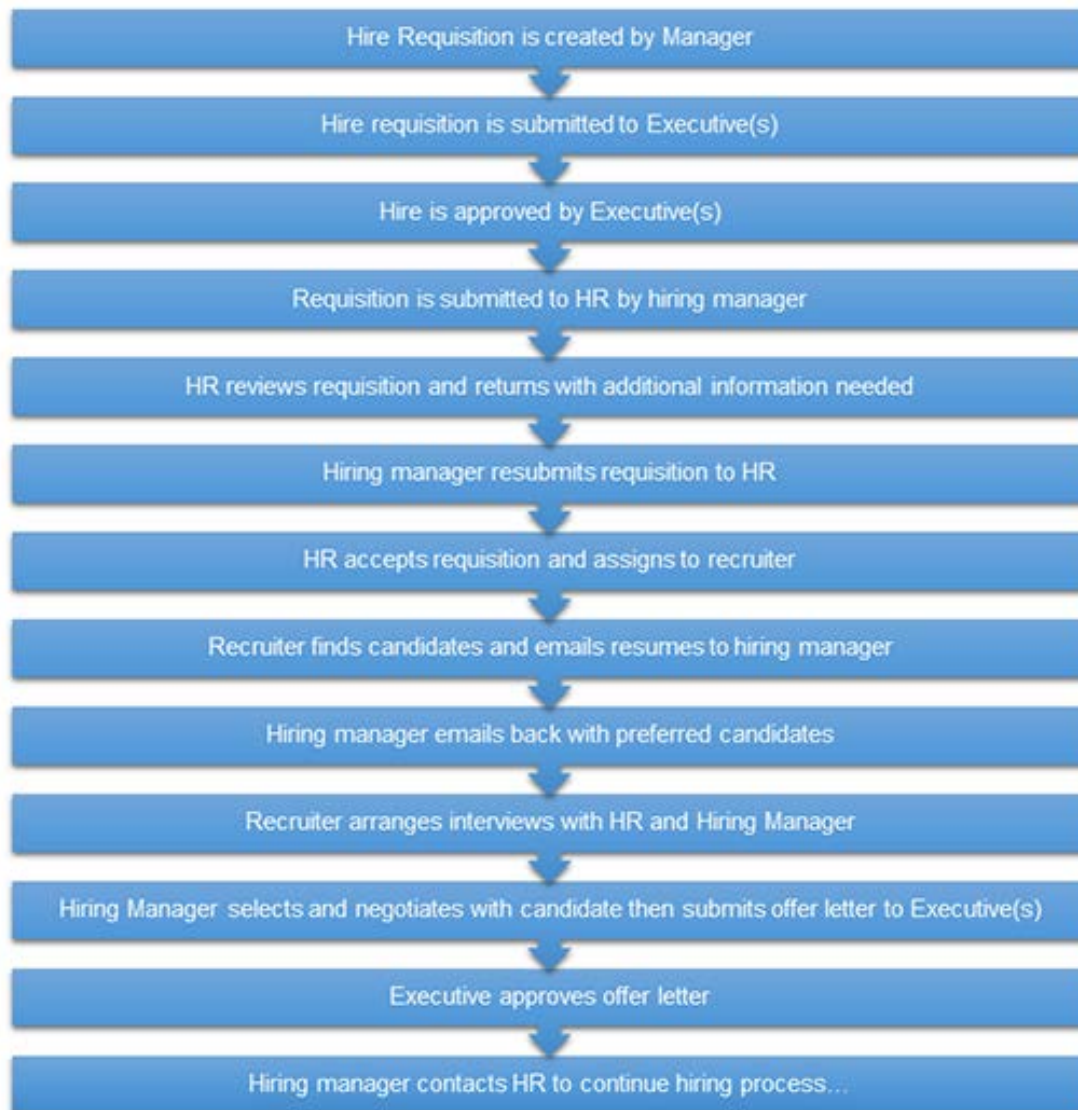 Hire Requisition is created by Manager
Hire requisition is submitted to Executive(s)
Hire is approved by Executive(s)
Requisition is submitted to HR by hiring manager
HR reviews requisition and returns with additional information needed
Hiring manager resubmits requisition to HR
HR accepts requisition and assigns to recruiter
Recruiter finds candidates and emails resumes to hiring manager
Hiring manager emails back with preferred candidates
Recruiter arranges interviews with HR and Hiring Manager
Hiring Manager selects and negotiates with candidate then submits offer letter to Executive(s)
Executive approves offer letter
Hiring manager contacts HR to continue hiring process…